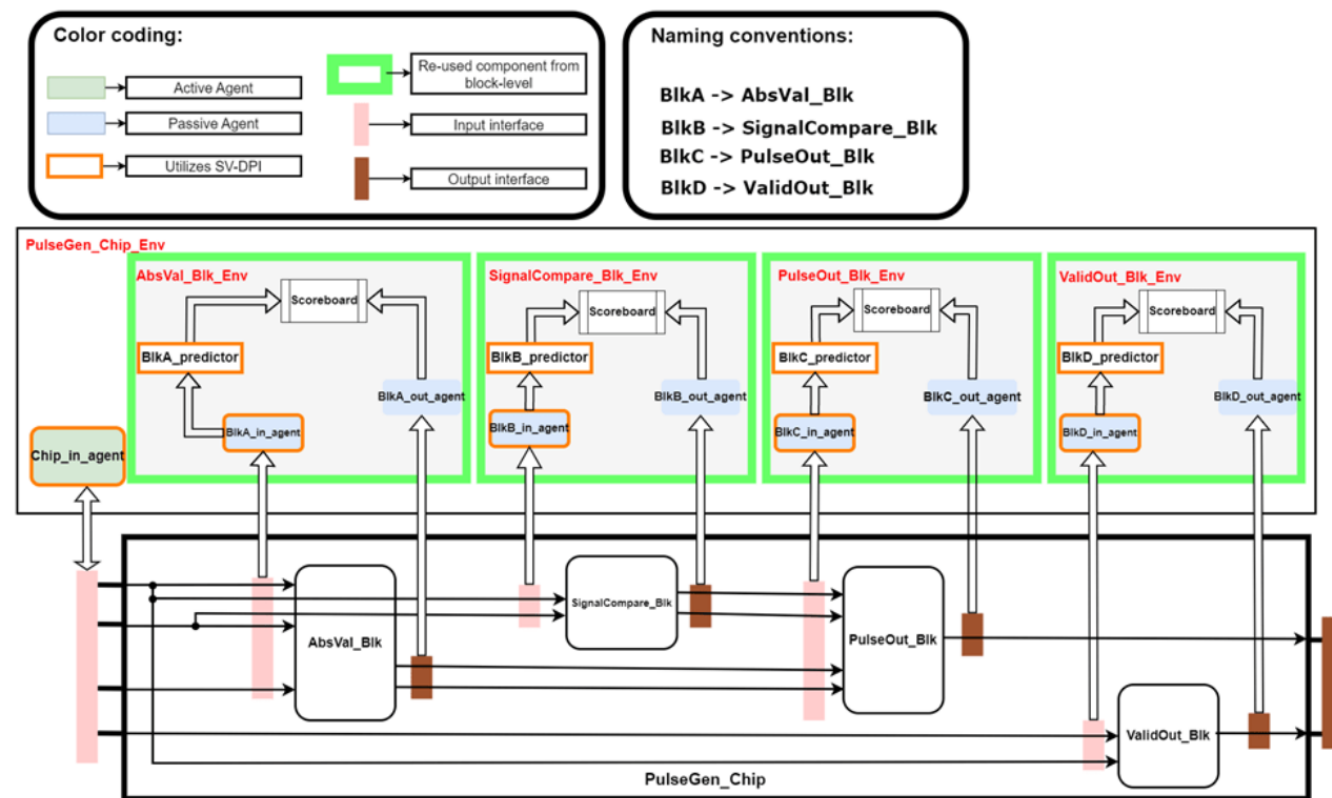 Color coding:
Active Agent
Passive Agent
Utilizes SV-DPI
Re-used component from
block-level
Input interface
Output interface
Naming conventions:
BlkA -> AbsVal_Blk
BlkB -> SignalCompare_Blk
BlkC -> PulseOut_Blk
BlkD -> ValidOut_Blk
PulseGen_Chip_Env
AbsVal_Blk_Env
Scoreboard
BlkA_predictor
BlkA_out_agent
BlkA_in_agent
SignalCompare_Blk_Env
Scoreboard
BlkB_predictor
BlkB_out_agent
BlkB_in_agent
PulseOut_Blk_Env
Scoreboard
BlkC_predictor
BlkC_out_agent
BlkC_in_agent
ValidOut_Blk_Env
Scoreboard
BlkD_predictor
BlkD_out_agent
BlkD_in_agent
Chip_in_agent
AbsVal_Blk
SignalCompare_Blk
PulseOut_Blk
ValidOut_Blk
PulseGen_Chip